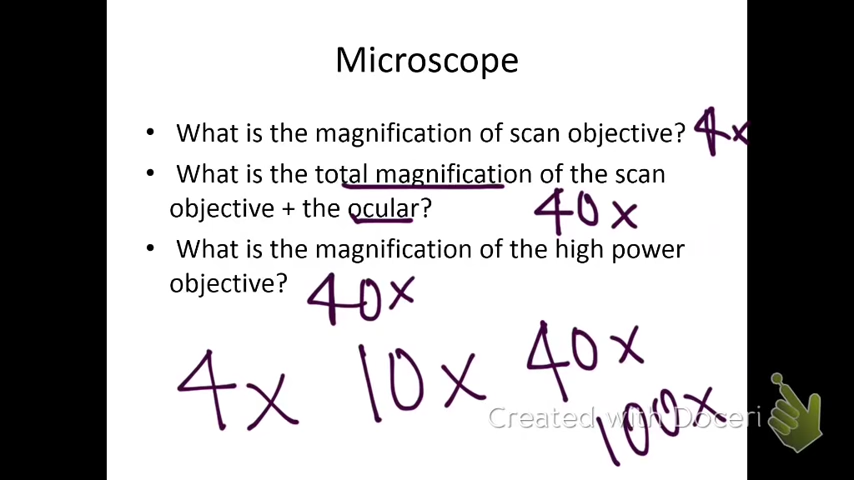 Microscope
• What is the magnification of scan objective? 4x
• What is the total magnification of the scan
objective + the ocular? 40x
• What is the magnification of the high power
objective? 40x
4x 10x 40x
100x
Created with Doceri